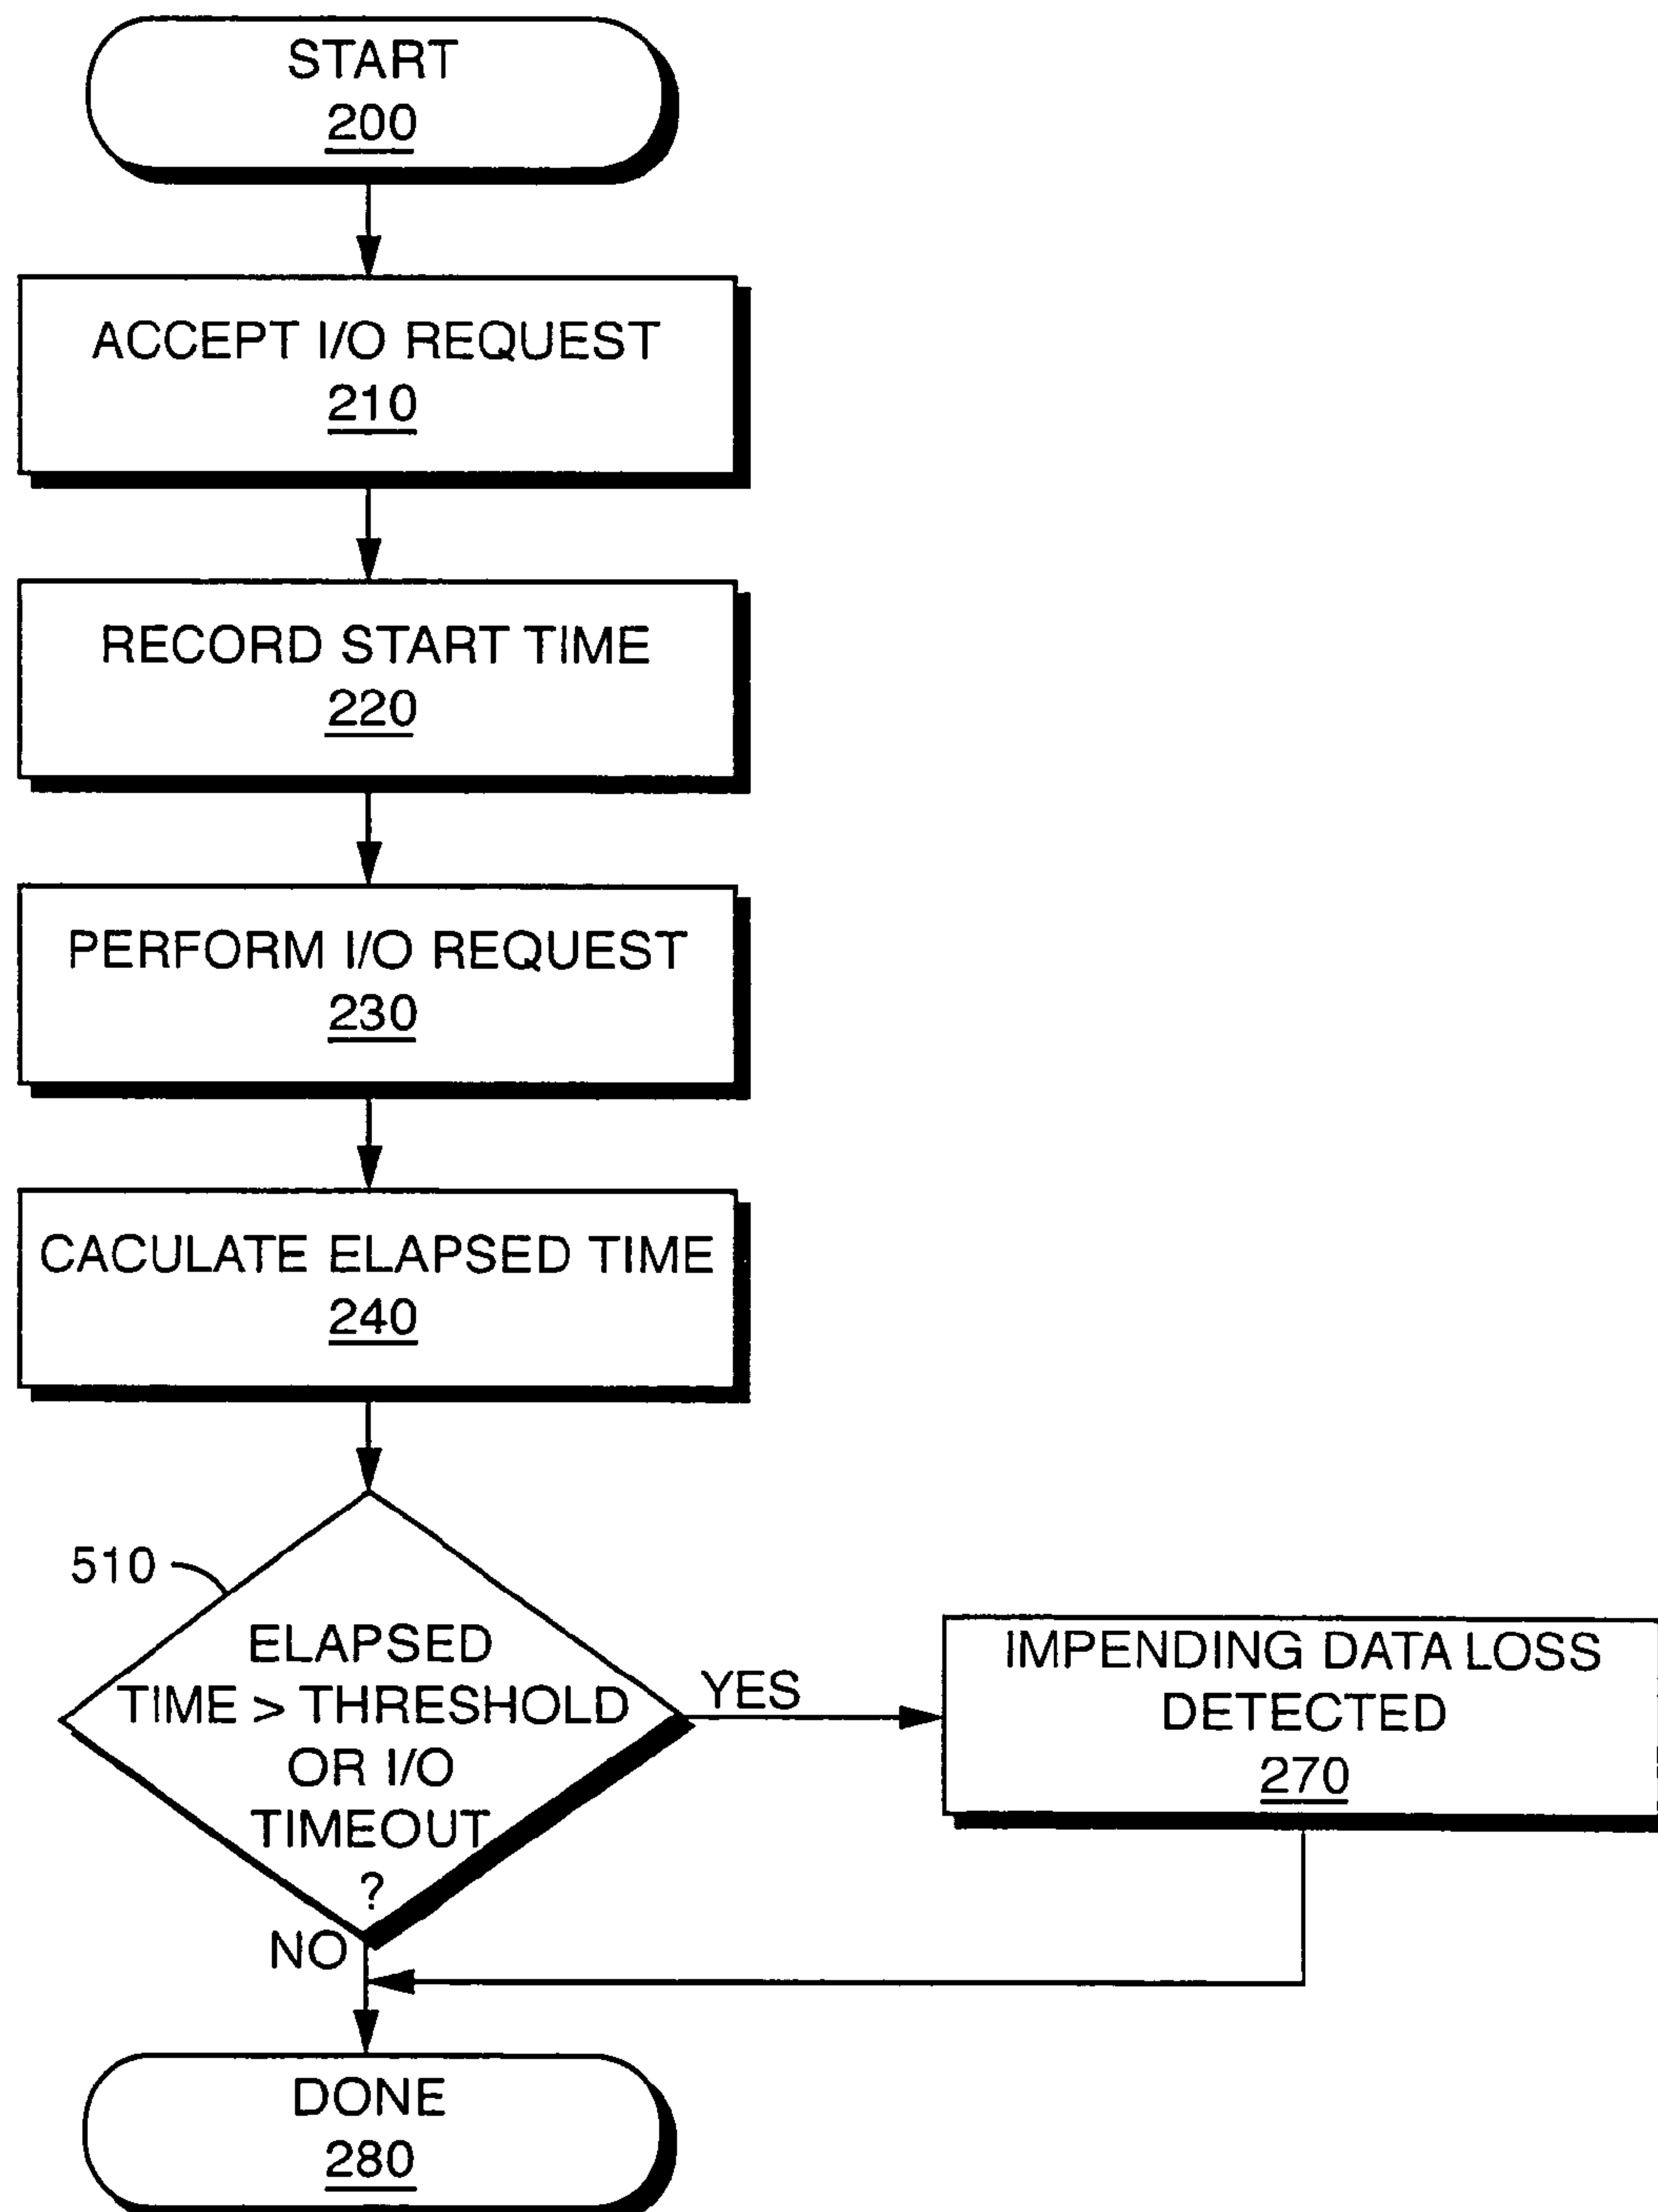 START
200
ACCEPT I/O REQUEST
210
RECORD START TIME
220
PERFORM I/O REQUEST
230
CACULATE ELAPSED TIME
240
510
ELAPSED
TIME > THRESHOLD
OR I/O
TIMEOUT
?
YES
IMPENDING DATA LOSS
DETECTED
270
NO
DONE
280